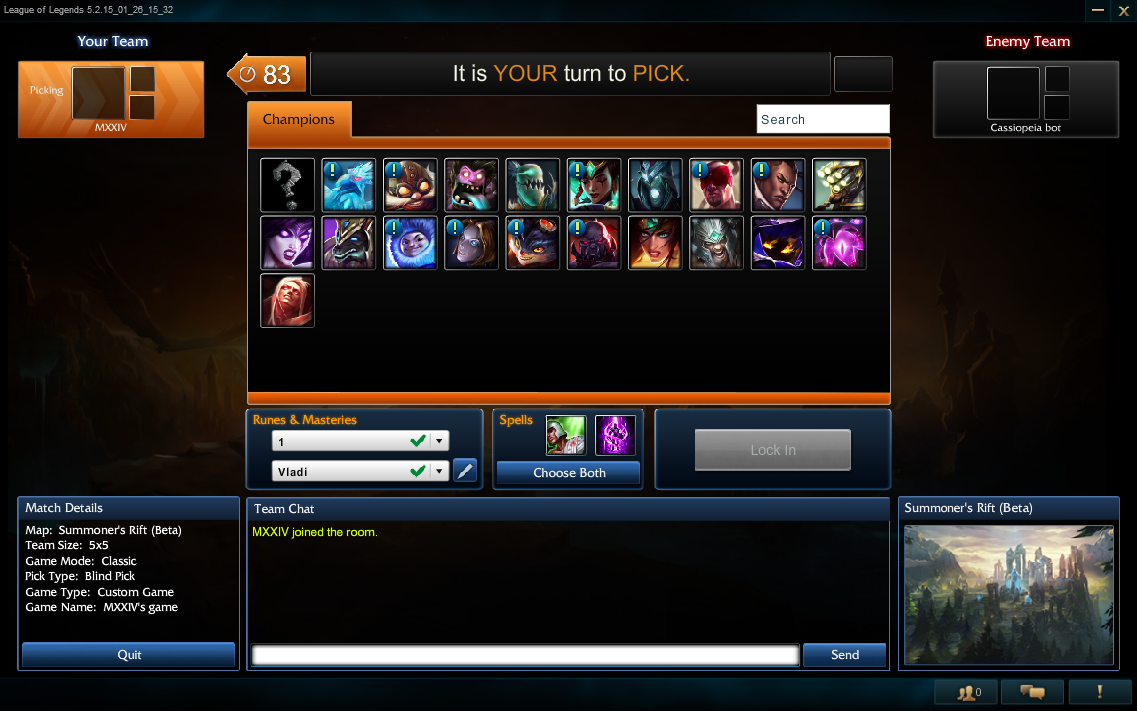 League of Legends 5.2.15_01_26_15_32
Your Team
Enemy Team
Picking
MXXIV
83
It is YOUR turn to PICK.
Cassiopeia bot
Champions
Search
Runes & Masteries
1
Vladi
Spells
Choose Both
Lock In
Match Details
Map: Summoner's Rift (Beta)
Team Size: 5x5
Game Mode: Classic
Pick Type: Blind Pick
Game Type: Custom Game
Game Name: MXXIV's game
Quit
Team Chat
MXXIV joined the room.
Send
Summoner's Rift (Beta)
0